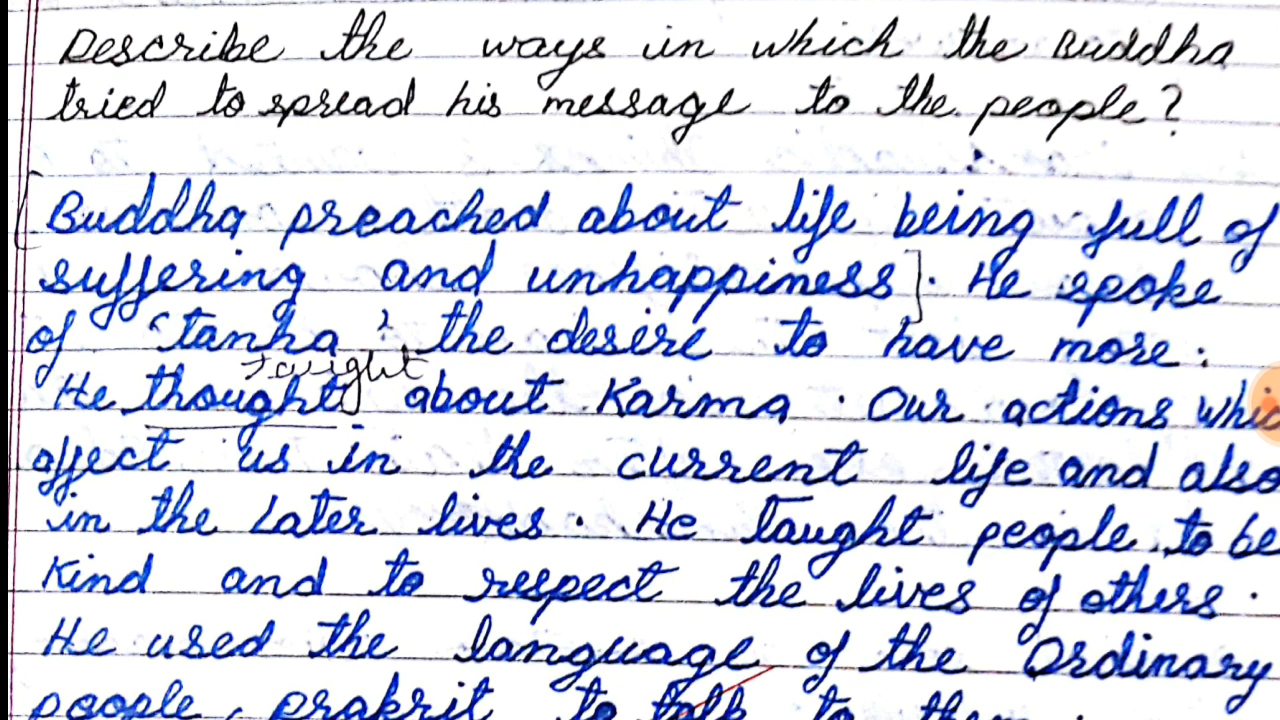 Describe the ways in which the Buddha
tried to spread his message to the people?
[Buddha preached about life being full of
suffering and unhappiness]. He spoke
of 'tanha' the desire to have more.
taught
He thought about Karma. Our actions whic
affect us in the current life and also
in the Later lives. He taught people to be
Kind and to respect the lives of others.
He used the language of the Ordinary
people, prakrit to talk to them.